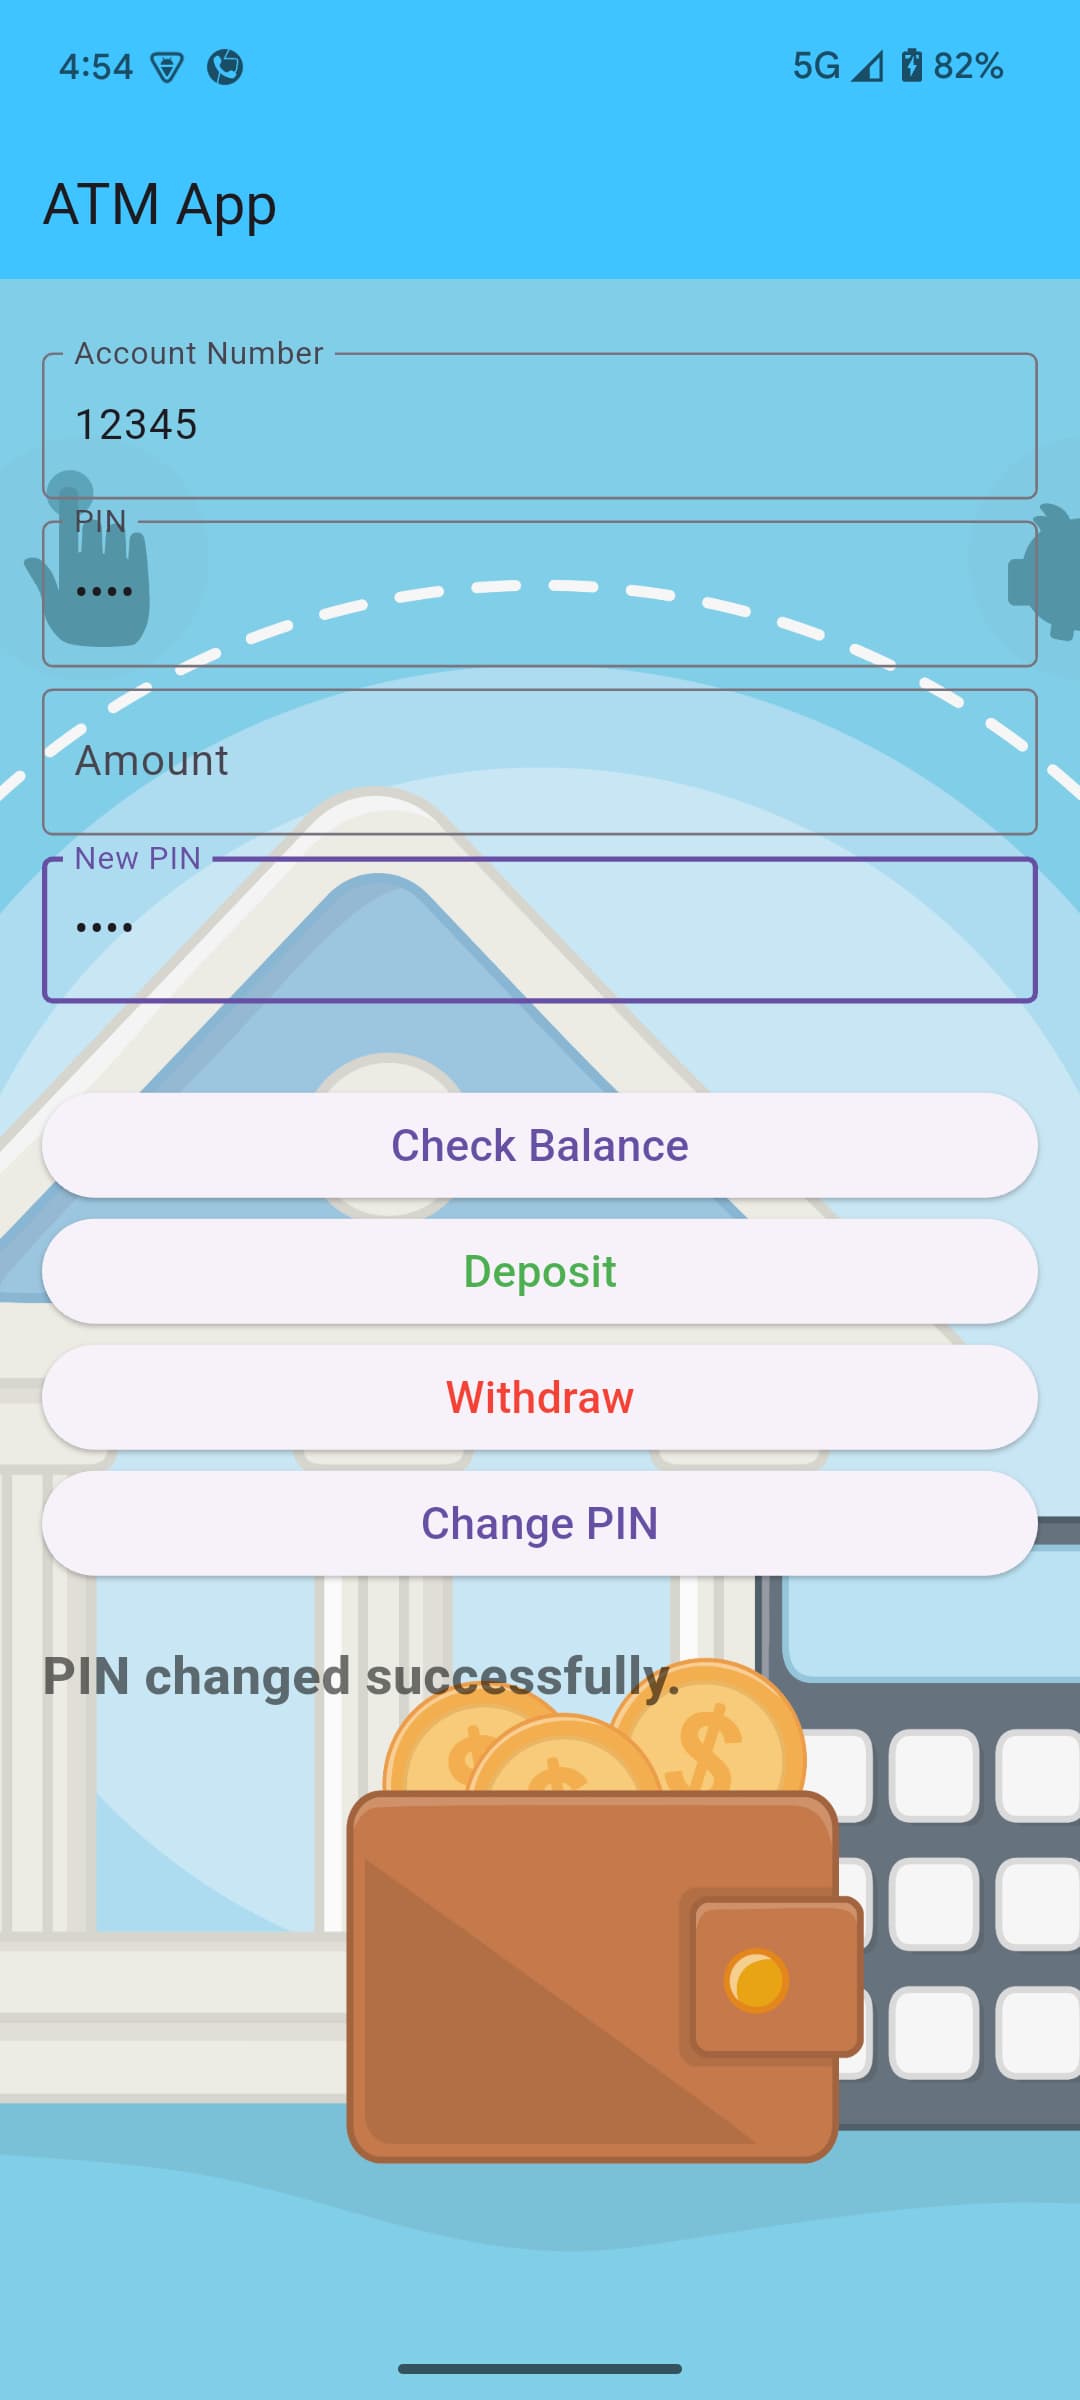 4:54 5G 82%
ATM App
Account Number
12345
PIN
••••
Amount
New PIN
••••
Check Balance
Deposit
Withdraw
Change PIN
PIN changed successfully.
$ $ $